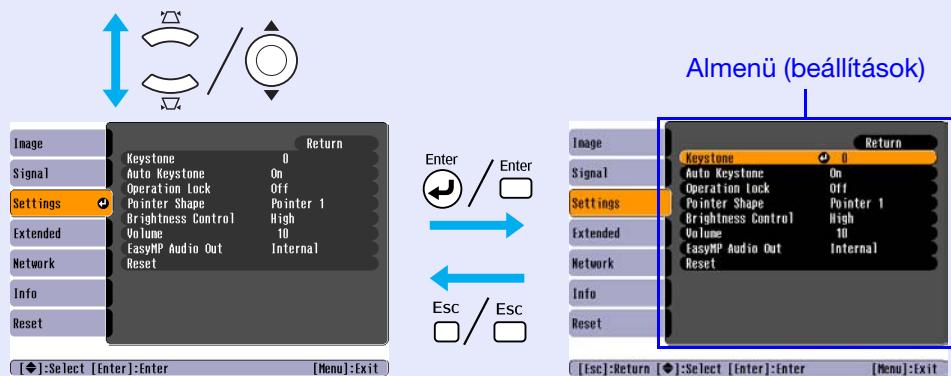 Almenü (beállítások)
Image
Signal
Settings
Extended
Network
Info
Reset
Return
Keystone 0
Auto Keystone On
Operation Lock Off
Pointer Shape Pointer 1
Brightness Control High
Volume 10
EasyMP Audio Out Internal
Reset
[◆]:Select [Enter]:Enter [Menu]:Exit
Enter / Enter
Esc / Esc
Image
Signal
Settings
Extended
Network
Info
Reset
Return
Keystone 0
Auto Keystone On
Operation Lock Off
Pointer Shape Pointer 1
Brightness Control High
Volume 10
EasyMP Audio Out Internal
Reset
[Esc]:Return [◆]:Select [Enter]:Enter [Menu]:Exit